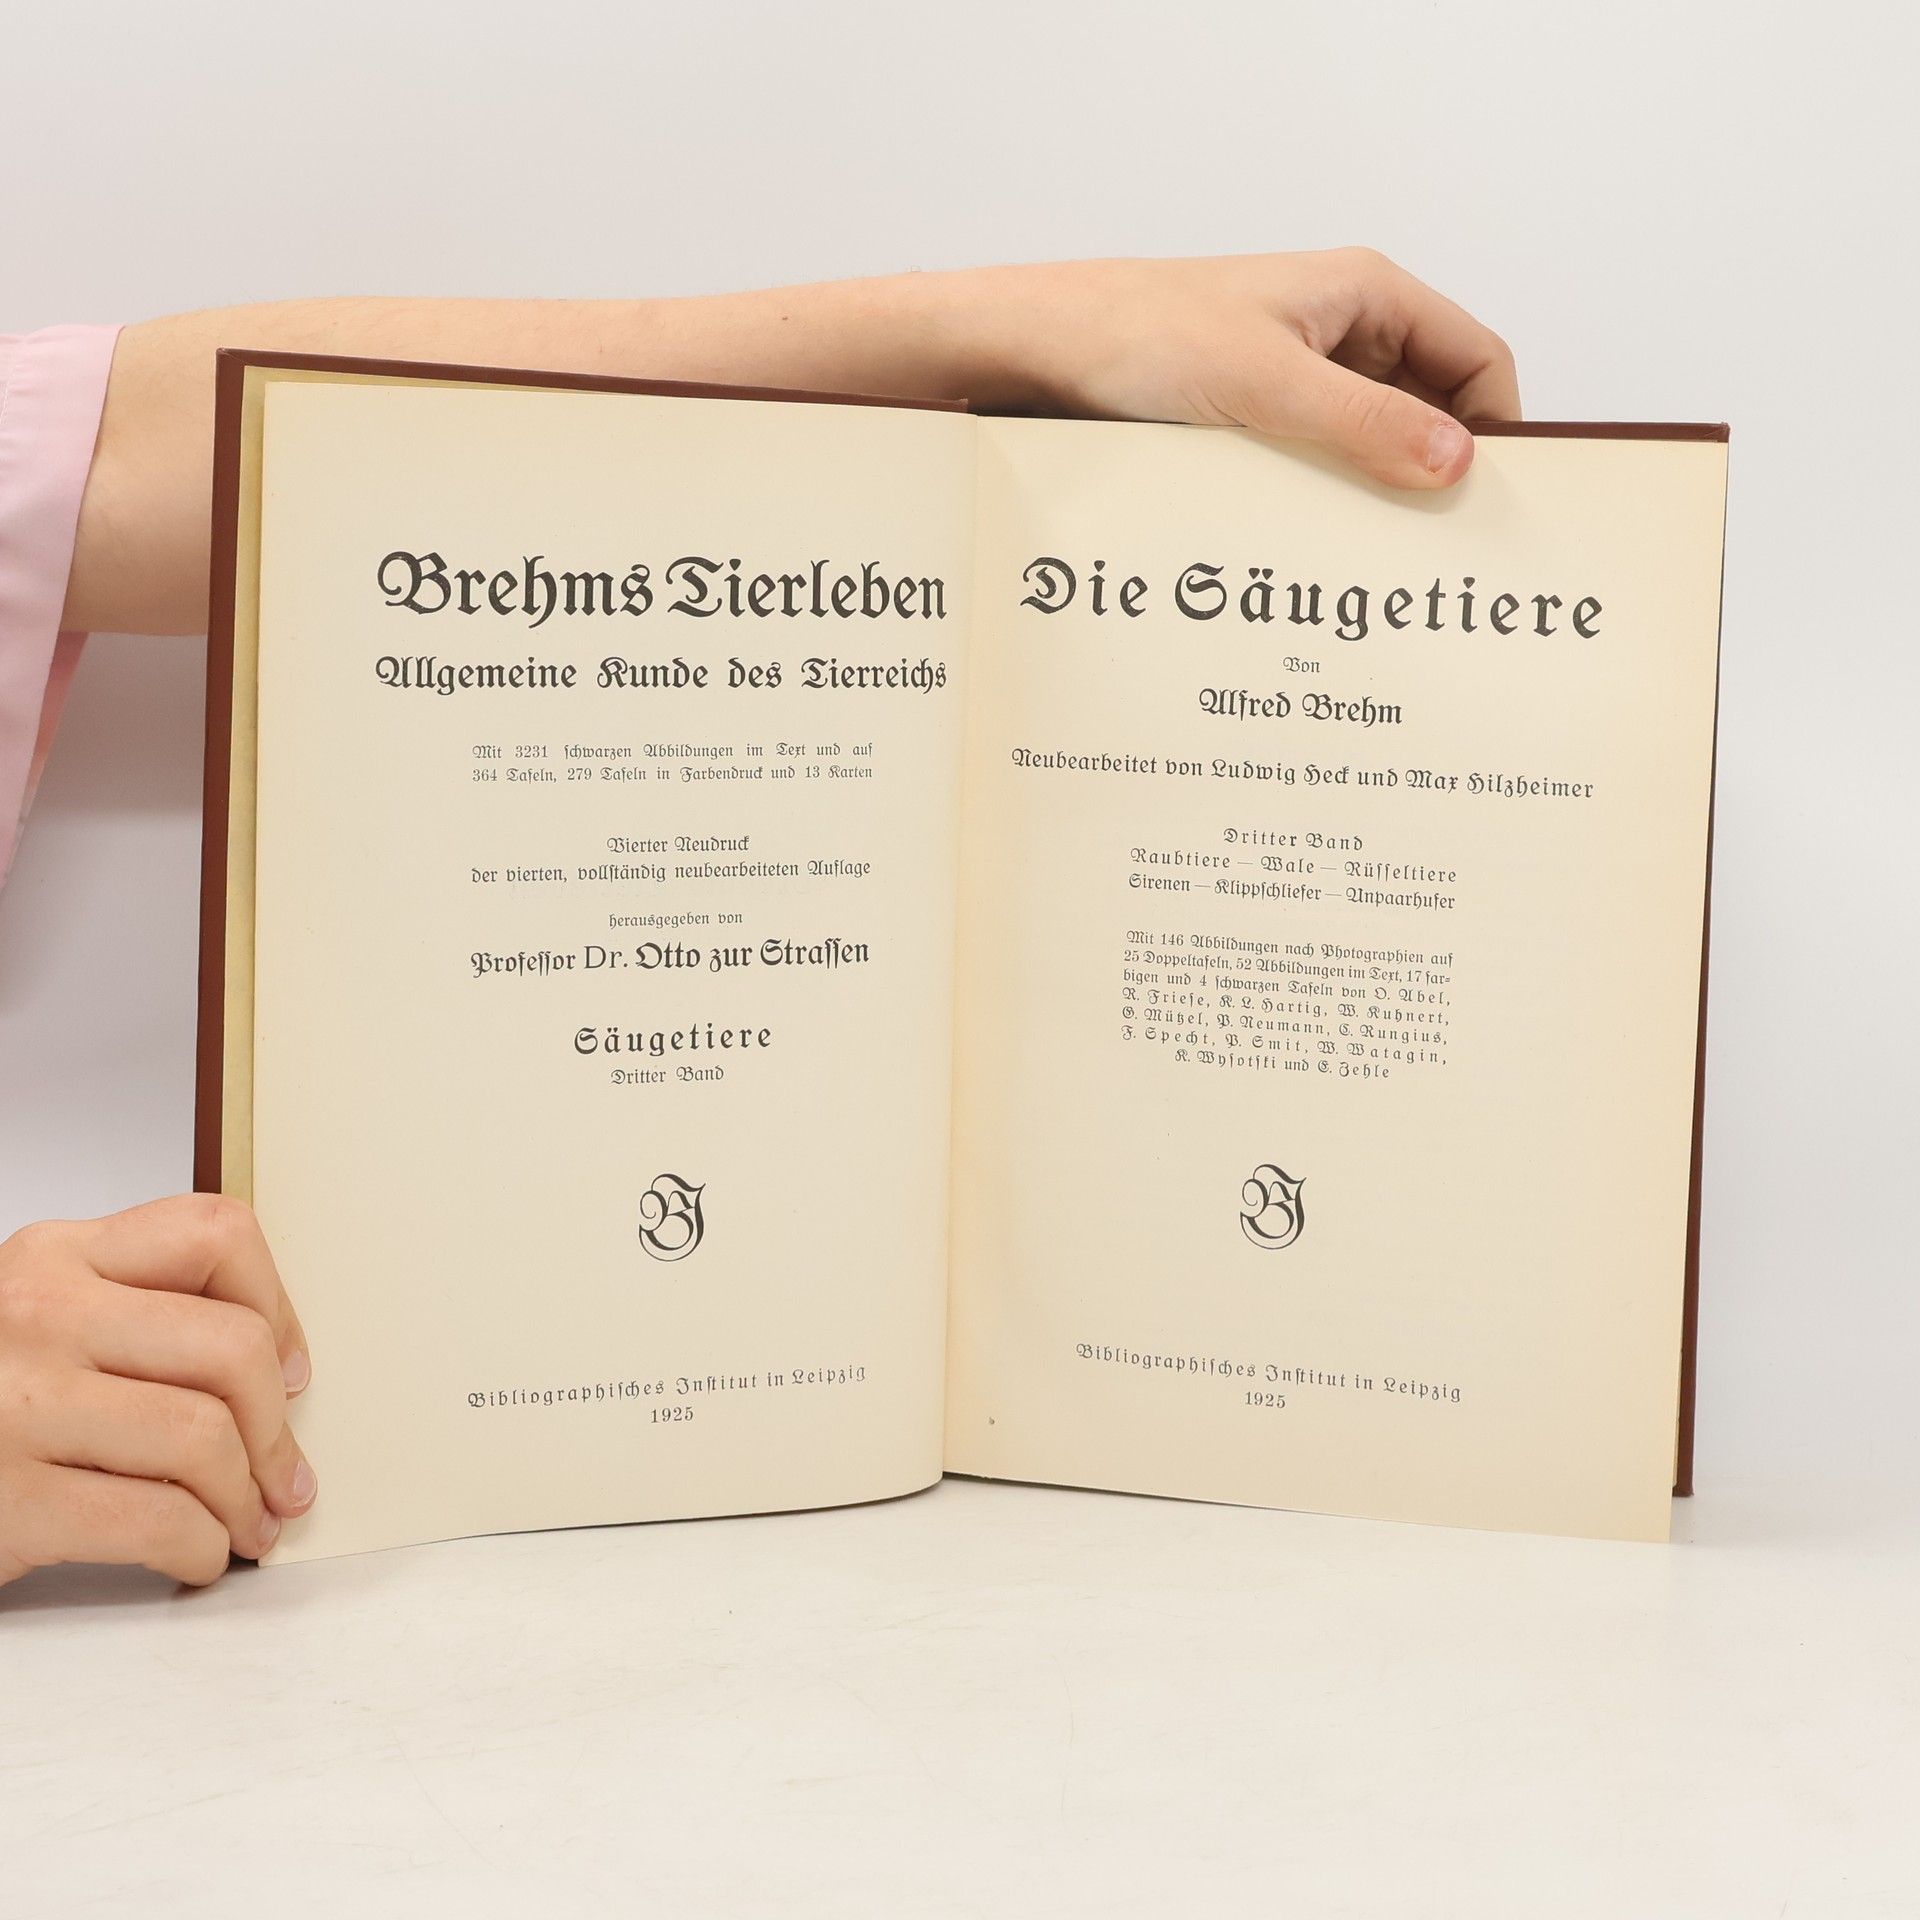 Brehms Tierleben
Allgemeine Kunde des Tierreichs
Mit 3231 schwarzen Abbildungen im Text und auf
364 Tafeln, 279 Tafeln in Farbendruck und 13 Karten
Vierter Neudruck
der vierten, vollständig neubearbeiteten Auflage
herausgegeben von
Professor Dr. Otto zur Strassen
Säugetiere
Dritter Band
BJ
Bibliographisches Institut in Leipzig
1925
Die Säugetiere
Von
Alfred Brehm
Neubearbeitet von Ludwig Heck und Max Hilzheimer
Dritter Band
Raubtiere — Wale — Rüsseltiere
Sirenen — Klippschliefer — Unpaarhufer
Mit 146 Abbildungen nach Photographien auf
25 Doppeltafeln, 52 Abbildungen im Text, 17 far-
bigen und 4 schwarzen Tafeln von O. Abel,
R. Friese, K. L. Hartig, W. Kuhnert,
G. Mützel, P. Neumann, C. Rungius,
F. Specht, P. Smit, W. Watagin,
K. Wysotski und E. Zehle
BJ
Bibliographisches Institut in Leipzig
1925